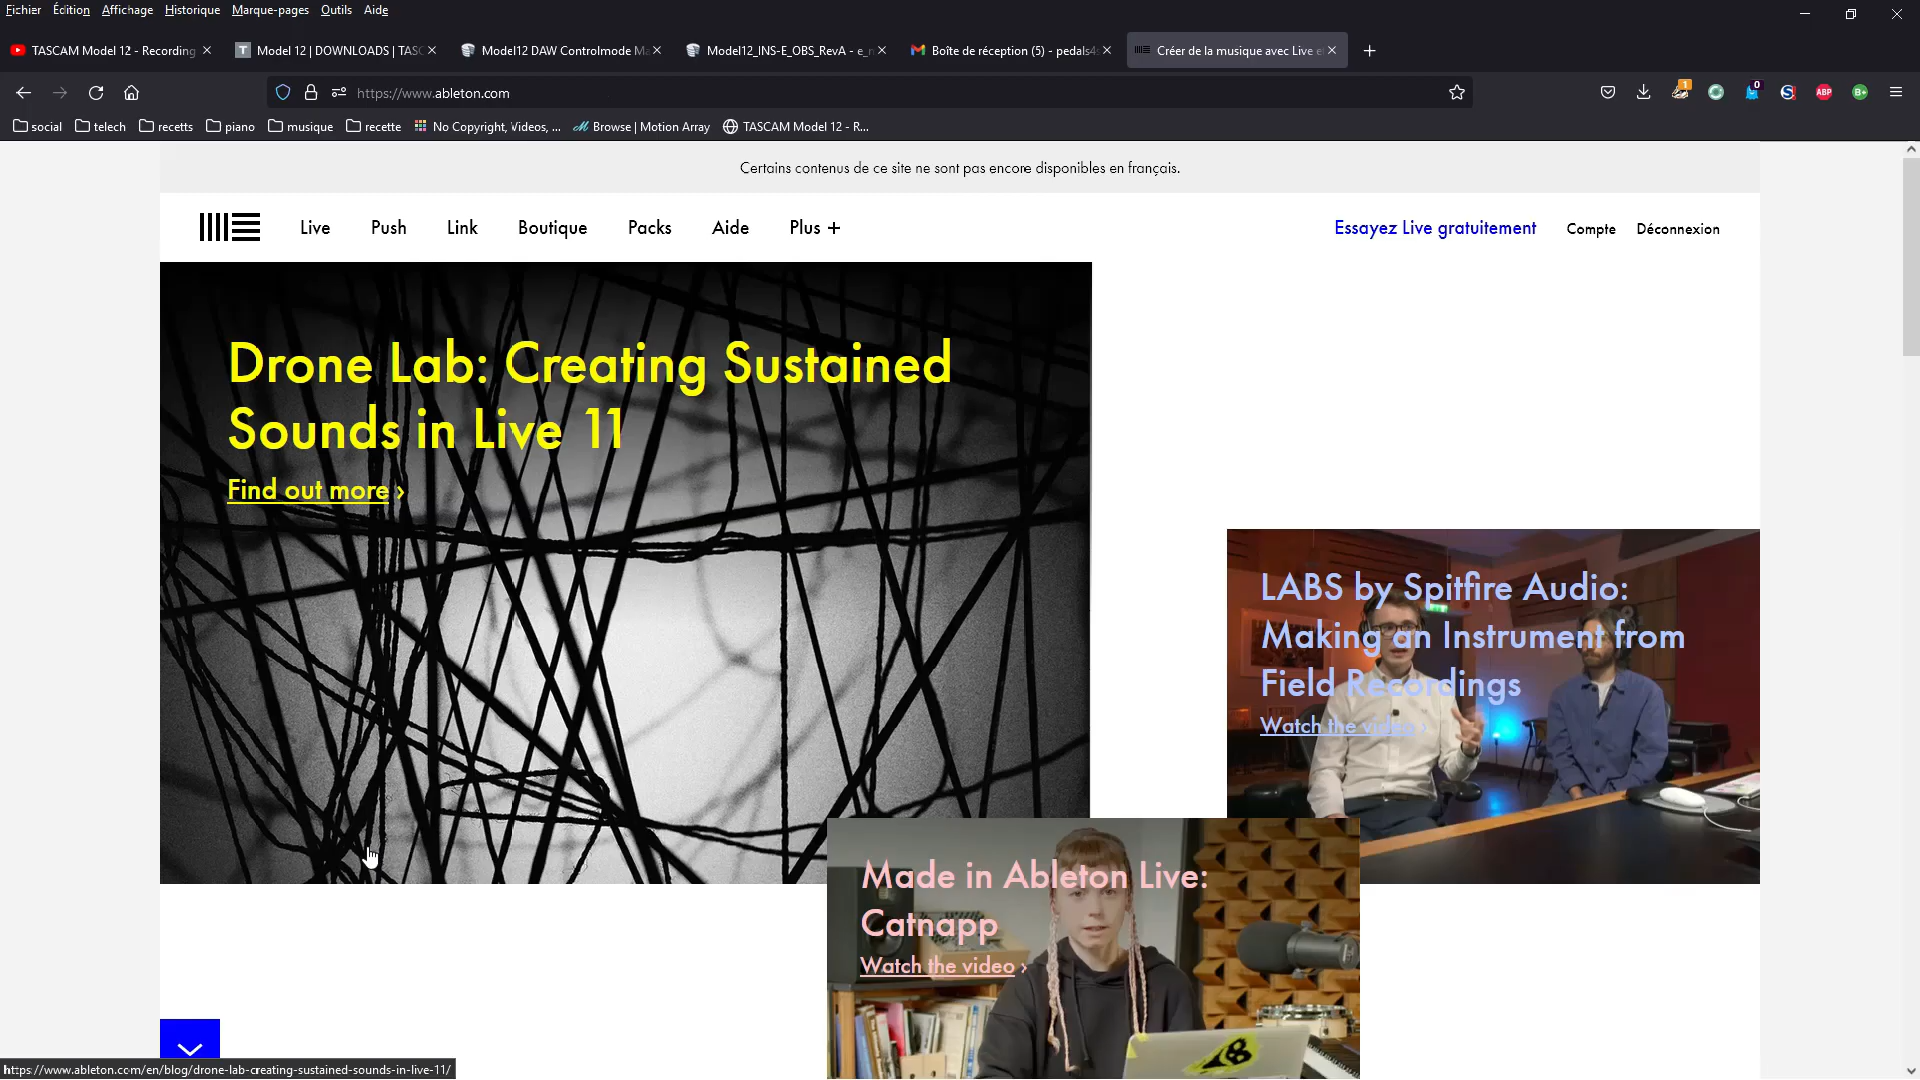 Fichier Édition Affichage Historique Marque-pages Outils Aide
TASCAM Model 12 - Recording
Model 12 | DOWNLOADS | TASC
Model12 DAW Controlmode Ma
Model12_INS-E_OBS_RevA - e_m
Boîte de réception (5) - pedals4
Créer de la musique avec Live e
https://www.ableton.com
1
0
ABP
B+
social telech recetts piano musique recette No Copyright, Videos, ... Browse | Motion Array TASCAM Model 12 - R...
Certains contenus de ce site ne sont pas encore disponibles en français.
Live Push Link Boutique Packs Aide Plus + Essayez Live gratuitement Compte Déconnexion
Drone Lab: Creating Sustained
Sounds in Live 11
Find out more ›
LABS by Spitfire Audio:
Making an Instrument from
Field Recordings
Watch the video ›
Made in Ableton Live:
Catnapp
Watch the video ›
https://www.ableton.com/en/blog/drone-lab-creating-sustained-sounds-in-live-11/